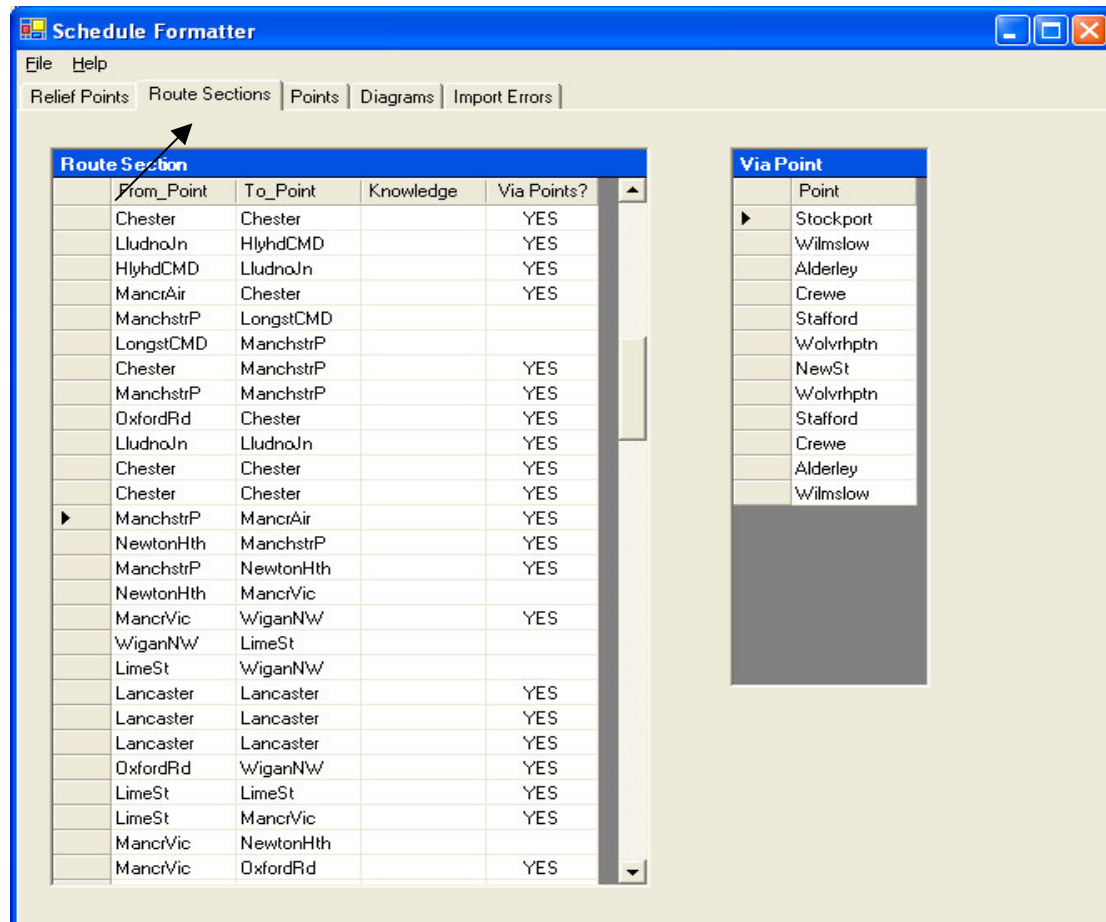 Schedule Formatter
File Help
Relief Points Route Sections Points Diagrams Import Errors
Route Section
From_Point To_Point Knowledge Via Points?
Chester Chester YES
LludnoJn HlyhdCMD YES
HlyhdCMD LludnoJn YES
MancrAir Chester YES
ManchstrP LongstCMD
LongstCMD ManchstrP
Chester ManchstrP YES
ManchstrP ManchstrP YES
OxfordRd Chester YES
LludnoJn LludnoJn YES
Chester Chester YES
Chester Chester YES
ManchstrP MancrAir YES
NewtonHth ManchstrP YES
ManchstrP NewtonHth YES
NewtonHth MancrVic
MancrVic WiganNW YES
WiganNW LimeSt
LimeSt WiganNW
Lancaster Lancaster YES
Lancaster Lancaster YES
Lancaster Lancaster YES
OxfordRd WiganNW YES
LimeSt LimeSt YES
LimeSt MancrVic YES
MancrVic NewtonHth
MancrVic OxfordRd YES
Via Point
Point
Stockport
Wilmslow
Alderley
Crewe
Stafford
Wolvrhptn
NewSt
Wolvrhptn
Stafford
Crewe
Alderley
Wilmslow